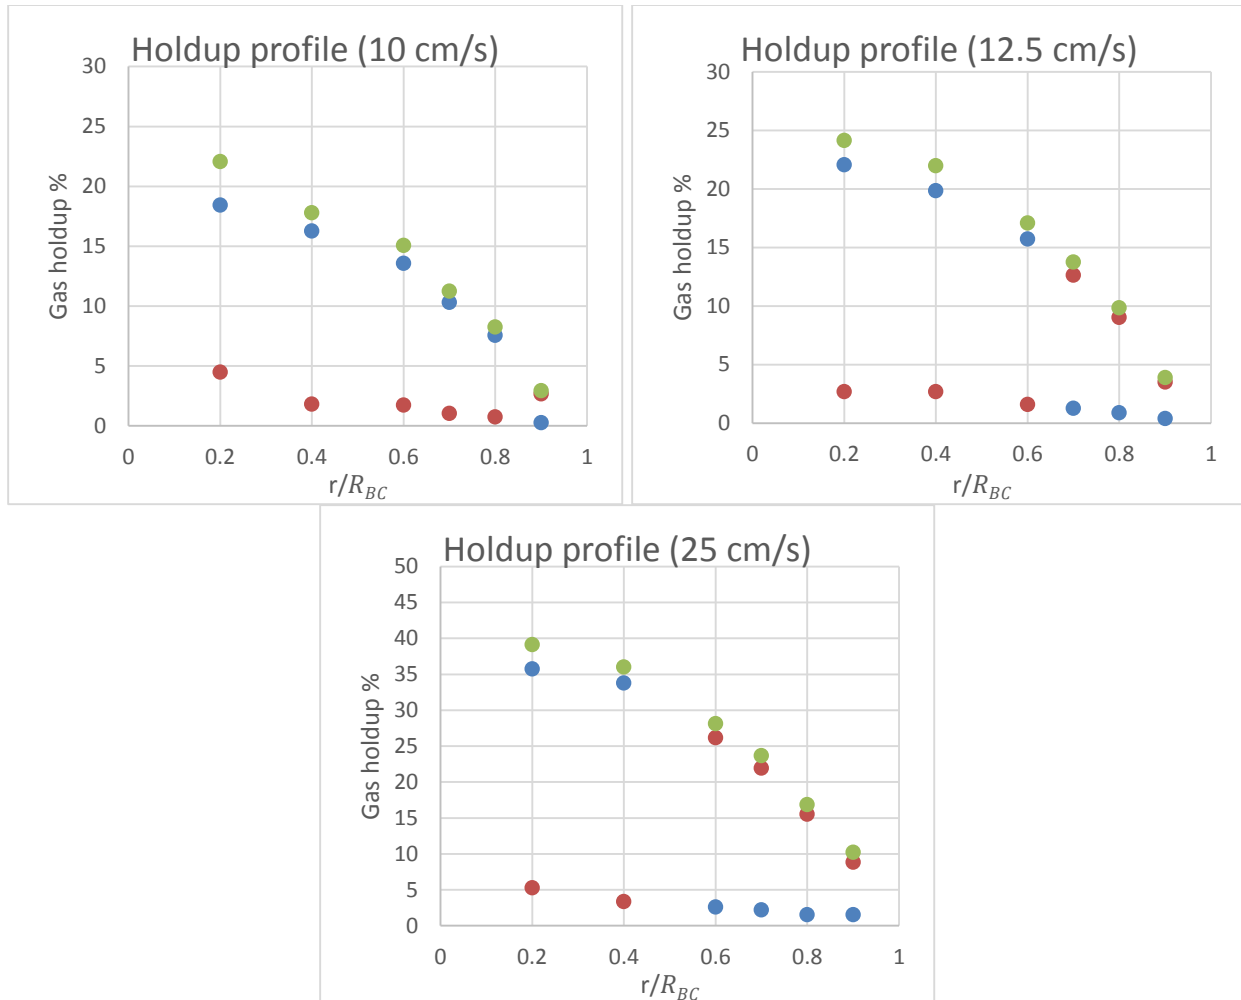 Holdup profile (10 cm/s)
30
25
20
15
10
5
0
Gas holdup %
0 0.2 0.4 0.6 0.8 1
r/R_BC
Holdup profile (12.5 cm/s)
30
25
20
15
10
5
0
Gas holdup %
0 0.2 0.4 0.6 0.8 1
r/R_BC
Holdup profile (25 cm/s)
50
45
40
35
30
25
20
15
10
5
0
Gas holdup %
0 0.2 0.4 0.6 0.8 1
r/R_BC